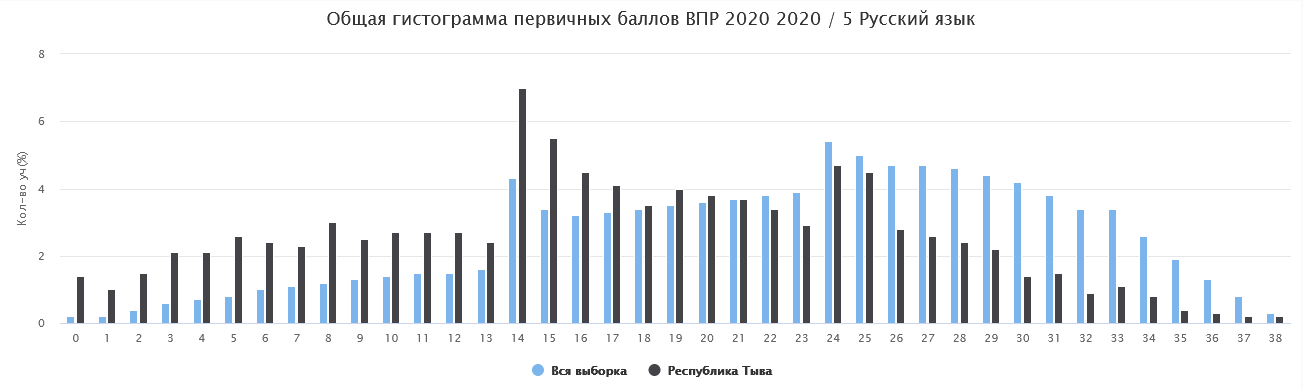 Общая гистограмма первичных баллов ВПР 2020 2020 / 5 Русский язык
8
6
4
2
0
Кол-во уч(%)
0 1 2 3 4 5 6 7 8 9 10 11 12 13 14 15 16 17 18 19 20 21 22 23 24 25 26 27 28 29 30 31 32 33 34 35 36 37 38
Вся выборка Республика Тыва